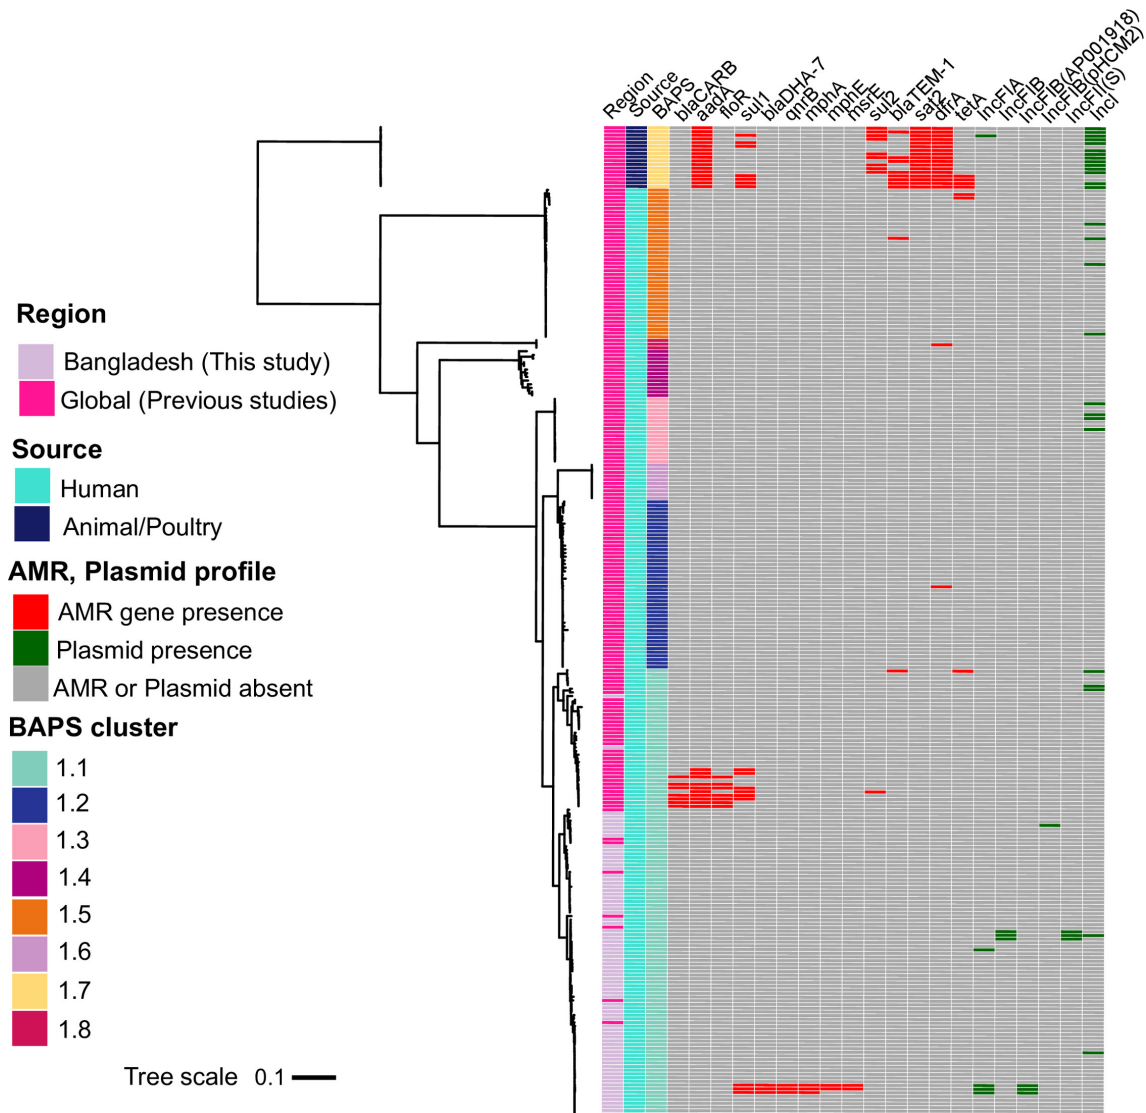 Region
Source
BAPS
blaCARB
aadA
floR
sul1
blaDHA-7
qnrB
mphA
mphE
msrE
sul2
blaTEM-1
sat2
dfrA
tetA
IncFIA
IncFIB
IncFIB(AP001918)
IncFIB(pHCM2)
IncFII(S)
IncI
Region
Bangladesh (This study)
Global (Previous studies)
Source
Human
Animal/Poultry
AMR, Plasmid profile
AMR gene presence
Plasmid presence
AMR or Plasmid absent
BAPS cluster
1.1
1.2
1.3
1.4
1.5
1.6
1.7
1.8
Tree scale 0.1